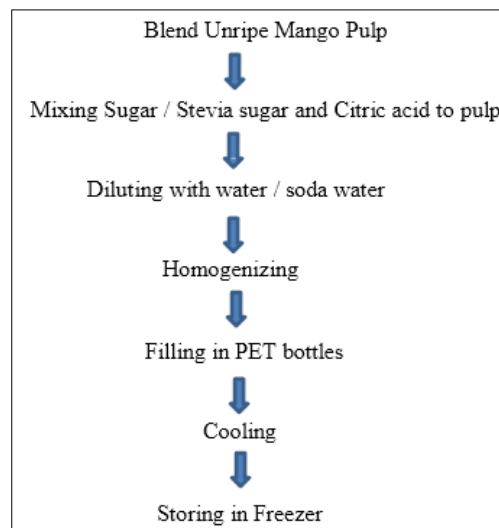 Blend Unripe Mango Pulp
Mixing Sugar / Stevia sugar and Citric acid to pulp
Diluting with water / soda water
Homogenizing
Filling in PET bottles
Cooling
Storing in Freezer